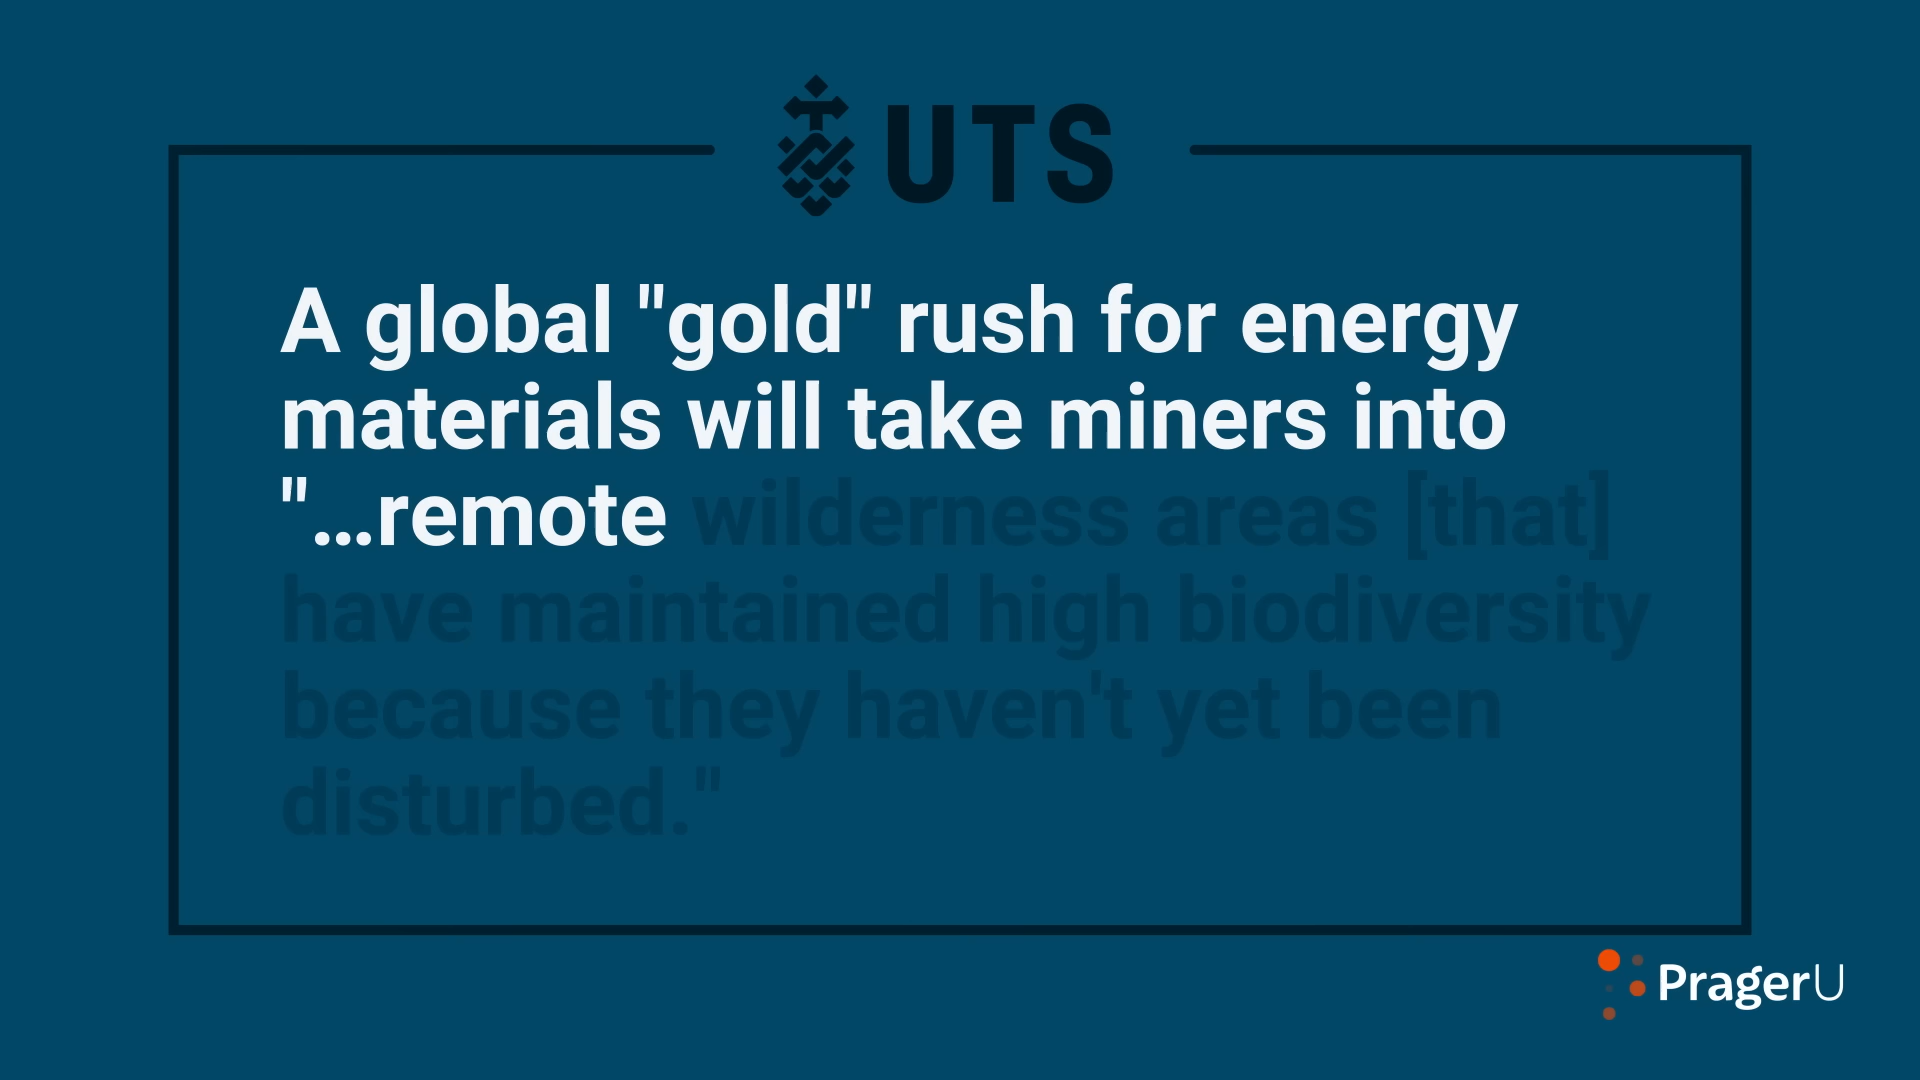 UTS
A global "gold" rush for energy
materials will take miners into
"...remote wilderness areas [that]
have maintained high biodiversity
because they haven't yet been
disturbed."
PragerU